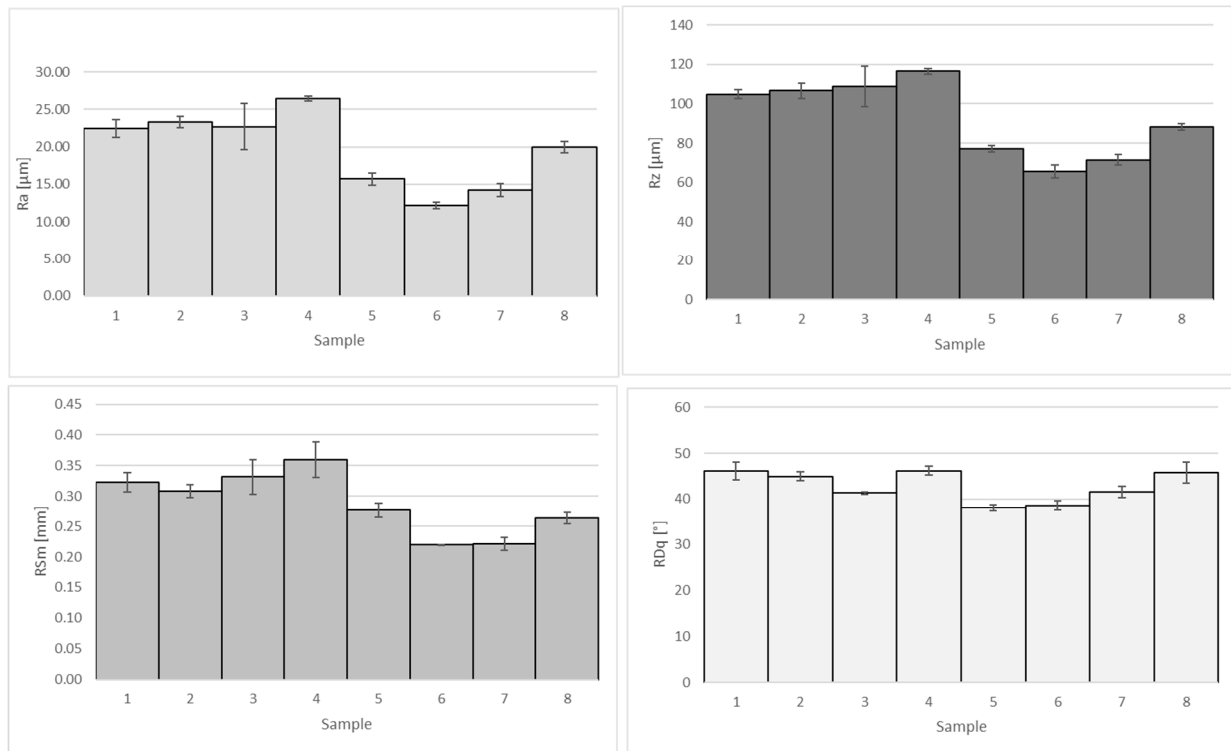 30.00
25.00
20.00
15.00
10.00
5.00
0.00
Ra [µm]
1 2 3 4 5 6 7 8
Sample
140
120
100
80
60
40
20
0
Rz [µm]
1 2 3 4 5 6 7 8
Sample
0.45
0.40
0.35
0.30
0.25
0.20
0.15
0.10
0.05
0.00
RSm [mm]
1 2 3 4 5 6 7 8
Sample
60
50
40
30
20
10
0
RDq [°]
1 2 3 4 5 6 7 8
Sample